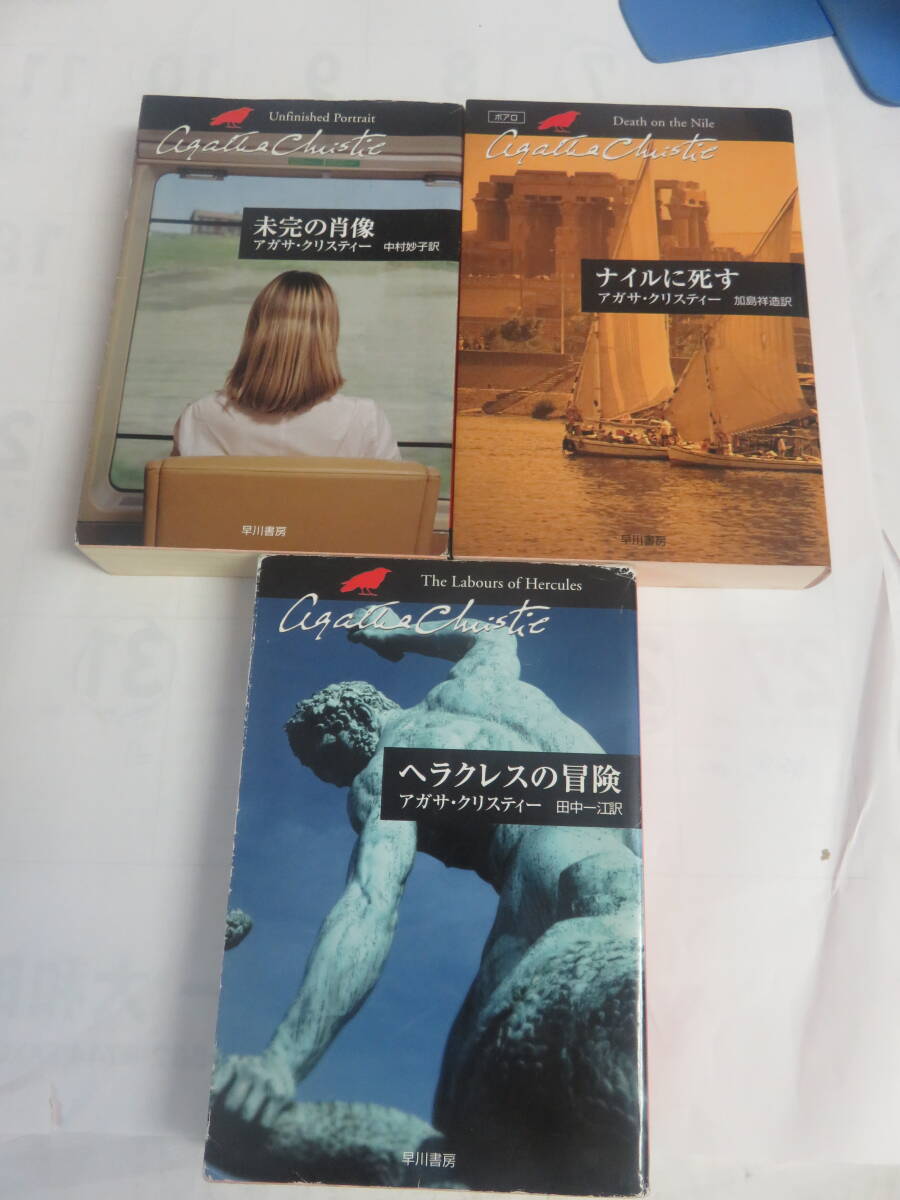 Unfinished Portrait
Agatha Christie
未完の肖像
アガサ・クリスティー 中村妙子訳
早川書房
ポアロ
Death on the Nile
Agatha Christie
ナイルに死す
アガサ・クリスティー 加島祥造訳
早川書房
The Labours of Hercules
Agatha Christie
ヘラクレスの冒険
アガサ・クリスティー 田中一江訳
早川書房